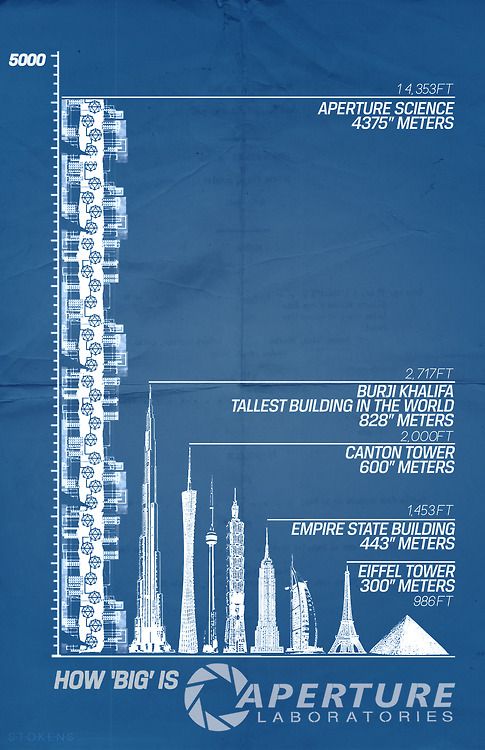 5000
14,353FT
APERTURE SCIENCE
4375" METERS
2,717FT
BURJI KHALIFA
TALLEST BUILDING IN THE WORLD
828" METERS
2,000FT
CANTON TOWER
600" METERS
1,453FT
EMPIRE STATE BUILDING
443" METERS
EIFFEL TOWER
300" METERS
986FT
HOW 'BIG' IS
APERTURE
LABORATORIES
STOKENS